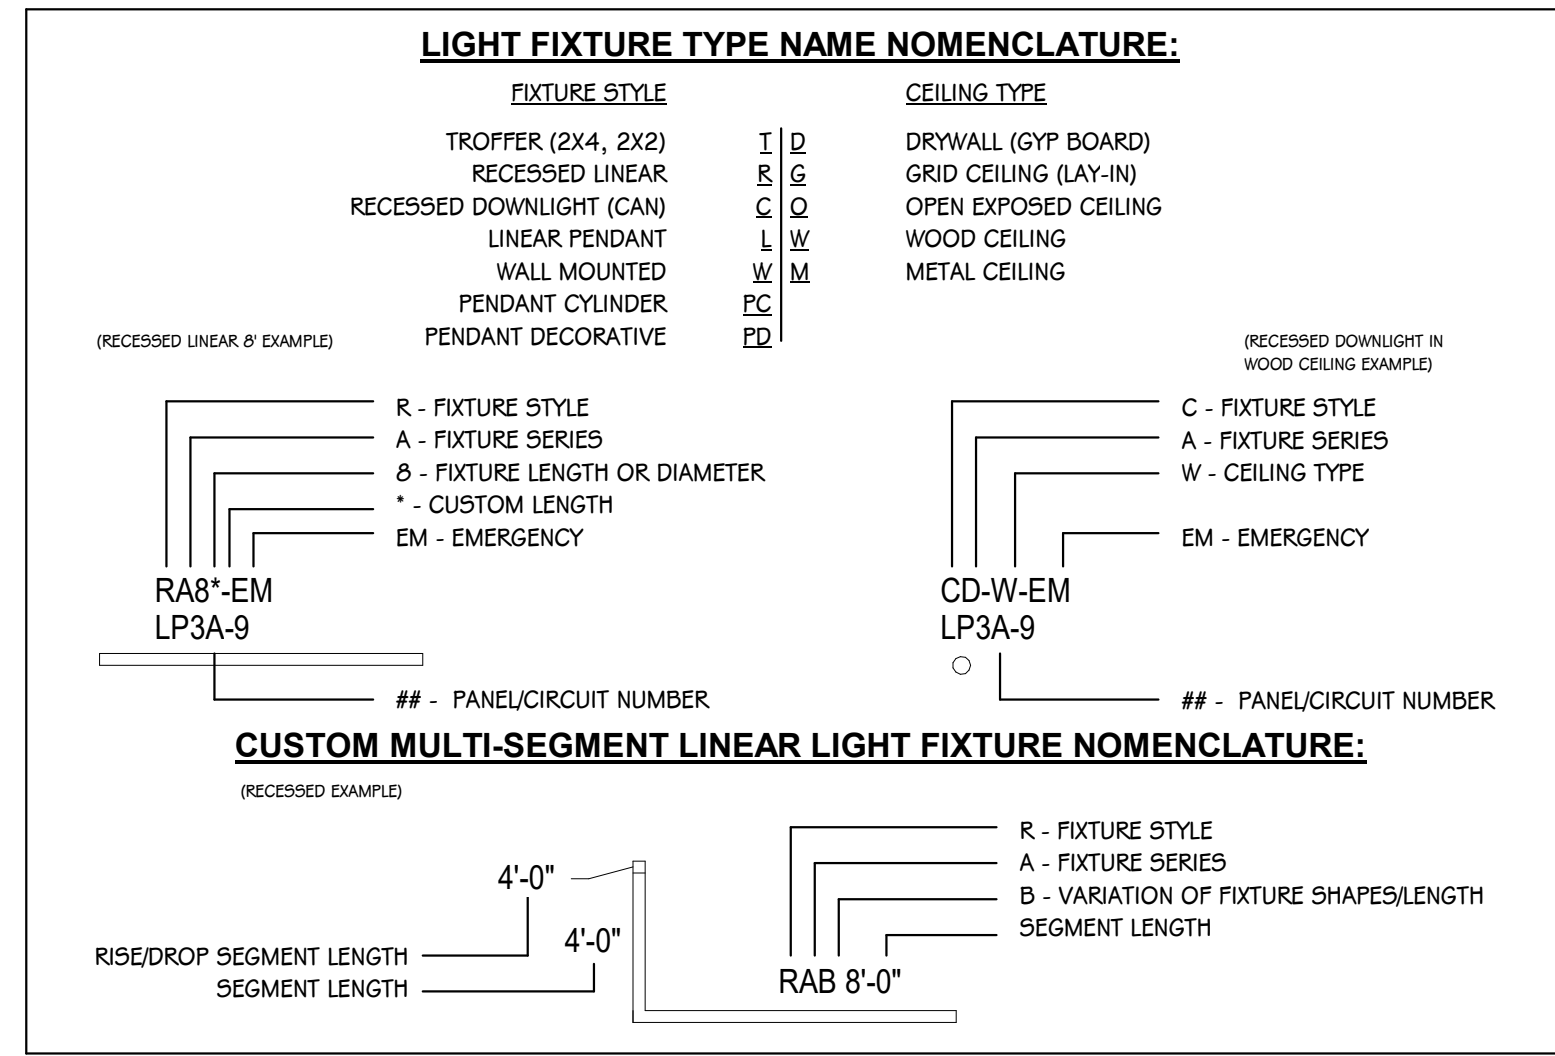 LIGHT FIXTURE TYPE NAME NOMENCLATURE:
FIXTURE STYLE CEILING TYPE
TROFFER (2X4, 2X2) T D DRYWALL (GYP BOARD)
RECESSED LINEAR R G GRID CEILING (LAY-IN)
RECESSED DOWNLIGHT (CAN) C O OPEN EXPOSED CEILING
LINEAR PENDANT L W WOOD CEILING
WALL MOUNTED W M METAL CEILING
PENDANT CYLINDER PC
PENDANT DECORATIVE PD
(RECESSED LINEAR 8' EXAMPLE)
R - FIXTURE STYLE
A - FIXTURE SERIES
8 - FIXTURE LENGTH OR DIAMETER
* - CUSTOM LENGTH
EM - EMERGENCY
RA8*-EM
LP3A-9
## - PANEL/CIRCUIT NUMBER
(RECESSED DOWNLIGHT IN
WOOD CEILING EXAMPLE)
C - FIXTURE STYLE
A - FIXTURE SERIES
W - CEILING TYPE
EM - EMERGENCY
CD-W-EM
LP3A-9
## - PANEL/CIRCUIT NUMBER
CUSTOM MULTI-SEGMENT LINEAR LIGHT FIXTURE NOMENCLATURE:
(RECESSED EXAMPLE)
4'-0"
4'-0"
RISE/DROP SEGMENT LENGTH
SEGMENT LENGTH
R - FIXTURE STYLE
A - FIXTURE SERIES
B - VARIATION OF FIXTURE SHAPES/LENGTH
SEGMENT LENGTH
RAB 8'-0"